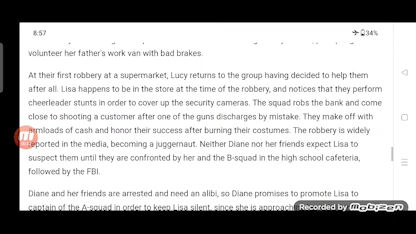 8:57
34%
volunteer her father's work van with bad brakes.
At their first robbery at a supermarket, Lucy returns to the group having decided to help them
after all. Lisa happens to be in the store at the time of the robbery, and notices that they perform
cheerleader stunts in order to cover up the security cameras. The squad robs the bank and come
close to shooting a customer after one of the guns discharges by mistake. They make off with
armloads of cash and honor their success after burning their costumes. The robbery is widely
reported in the media, becoming a juggernaut. Neither Diane nor her friends expect Lisa to
suspect them until they are confronted by her and the B-squad in the high school cafeteria,
followed by the FBI.
Diane and her friends are arrested and need an alibi, so Diane promises to promote Lisa to
captain of the A-squad in order to keep Lisa silent, since she is approach
Recorded by Mobizen